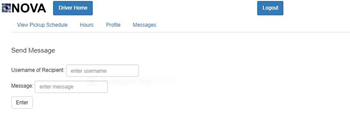 NOVA Driver Home Logout
View Pickup Schedule Hours Profile Messages
Send Message
Username of Recipient: enter username
Message: enter message
Enter